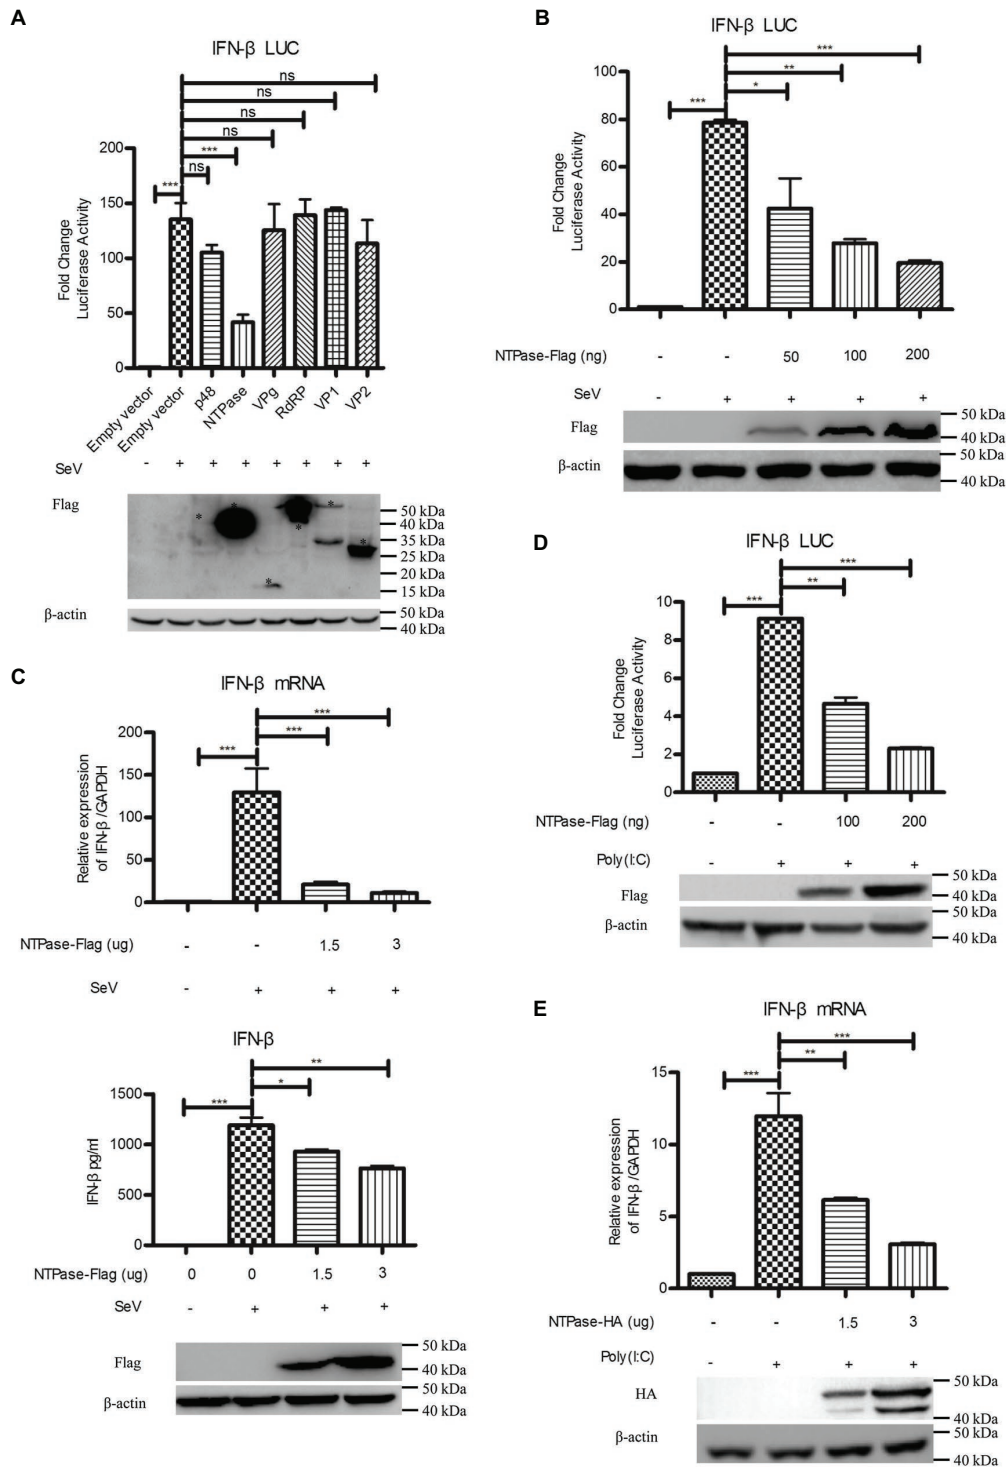 A
IFN-β LUC
ns
ns
ns
ns
***
ns
***
Fold Change
Luciferase Activity
200
150
100
50
0
Empty vector
Empty vector
p48
NTPase
VPg
RdRP
VP1
VP2
SeV - + + + + + + +
Flag
* * * * * *
50 kDa
40 kDa
35 kDa
25 kDa
20 kDa
15 kDa
β-actin
50 kDa
40 kDa
B
IFN-β LUC
***
**
*
***
Fold Change
Luciferase Activity
100
80
60
40
20
0
NTPase-Flag (ng) - - 50 100 200
SeV - + + + +
Flag
50 kDa
40 kDa
β-actin
50 kDa
40 kDa
C
IFN-β mRNA
***
***
***
Relative expression
of IFN-β /GAPDH
200
150
100
50
0
NTPase-Flag (ug) - - 1.5 3
SeV - + + +
IFN-β
**
*
***
IFN-β pg/ml
1500
1000
500
0
NTPase-Flag (ug) 0 0 1.5 3
SeV - + + +
Flag
50 kDa
40 kDa
β-actin
50 kDa
40 kDa
D
IFN-β LUC
***
**
***
Fold Change
Luciferase Activity
10
8
6
4
2
0
NTPase-Flag (ng) - - 100 200
Poly(I:C) - + + +
Flag
50 kDa
40 kDa
β-actin
50 kDa
40 kDa
E
IFN-β mRNA
***
**
***
Relative expression
of IFN-β /GAPDH
15
10
5
0
NTPase-HA (ug) - - 1.5 3
Poly(I:C) - + + +
HA
50 kDa
40 kDa
β-actin
50 kDa
40 kDa